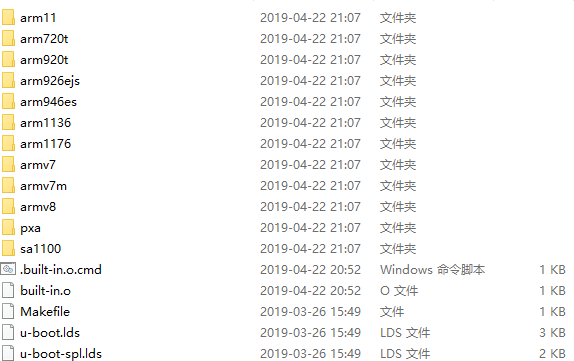 arm11 2019-04-22 21:07 文件夹
arm720t 2019-04-22 21:07 文件夹
arm920t 2019-04-22 21:07 文件夹
arm926ejs 2019-04-22 21:07 文件夹
arm946es 2019-04-22 21:07 文件夹
arm1136 2019-04-22 21:07 文件夹
arm1176 2019-04-22 21:07 文件夹
armv7 2019-04-22 21:07 文件夹
armv7m 2019-04-22 21:07 文件夹
armv8 2019-04-22 21:07 文件夹
pxa 2019-04-22 21:07 文件夹
sa1100 2019-04-22 21:07 文件夹
.built-in.o.cmd 2019-04-22 20:52 Windows 命令脚本 1 KB
built-in.o 2019-04-22 20:52 O 文件 1 KB
Makefile 2019-03-26 15:49 文件 1 KB
u-boot.lds 2019-03-26 15:49 LDS 文件 3 KB
u-boot-spl.lds 2019-03-26 15:49 LDS 文件 2 KB